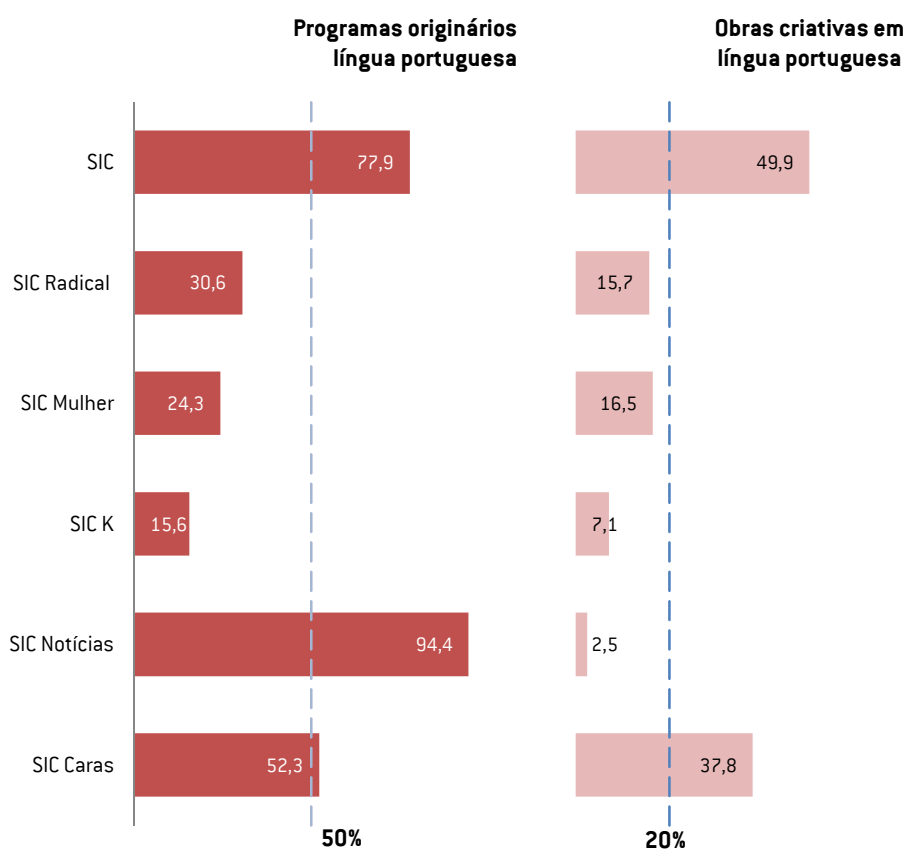 Programas originários
língua portuguesa
Obras criativas em
língua portuguesa
SIC 77,9 49,9
SIC Radical 30,6 15,7
SIC Mulher 24,3 16,5
SIC K 15,6 7,1
SIC Notícias 94,4 2,5
SIC Caras 52,3 37,8
50% 20%